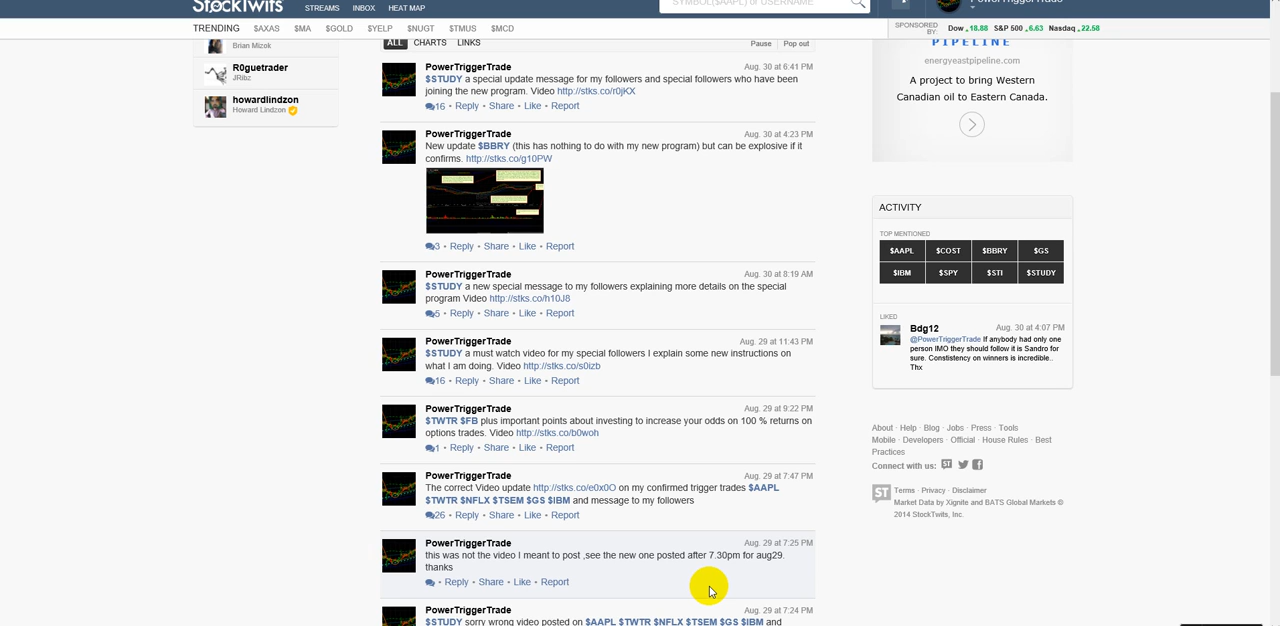 StockTwits STREAMS INBOX HEAT MAP SYMBOL($AAPL) or USERNAME PowerTriggerTrade
TRENDING $AXAS $MA $GOLD $YELP $NUGT $TMUS $MCD
SPONSORED BY: Dow 18.88 S&P 500 6.63 Nasdaq 22.58
Brian Mizok
R0guetrader
JRibz
howardlindzon
Howard Lindzon
ALL CHARTS LINKS Pause Pop out
PowerTriggerTrade Aug. 30 at 6:41 PM
$STUDY a special update message for my followers and special followers who have been
joining the new program. Video http://stks.co/r0jKX
16 • Reply • Share • Like • Report
PowerTriggerTrade Aug. 30 at 4:23 PM
New update $BBRY (this has nothing to do with my new program) but can be explosive if it
confirms. http://stks.co/g10PW
3 • Reply • Share • Like • Report
PowerTriggerTrade Aug. 30 at 8:19 AM
$STUDY a new special message to my followers explaining more details on the special
program Video http://stks.co/h10J8
5 • Reply • Share • Like • Report
PowerTriggerTrade Aug. 29 at 11:43 PM
$STUDY a must watch video for my special followers I explain some new instructions on
what I am doing. Video http://stks.co/s0izb
16 • Reply • Share • Like • Report
PowerTriggerTrade Aug. 29 at 9:22 PM
$TWTR $FB plus important points about investing to increase your odds on 100 % returns on
options trades. Video http://stks.co/b0woh
1 • Reply • Share • Like • Report
PowerTriggerTrade Aug. 29 at 7:47 PM
The correct Video update http://stks.co/e0x0O on my confirmed trigger trades $AAPL
$TWTR $NFLX $TSEM $GS $IBM and message to my followers
26 • Reply • Share • Like • Report
PowerTriggerTrade Aug. 29 at 7:25 PM
this was not the video I meant to post ,see the new one posted after 7.30pm for aug29.
thanks
• Reply • Share • Like • Report
PowerTriggerTrade Aug. 29 at 7:24 PM
$STUDY sorry wrong video posted on $AAPL $TWTR $NFLX $TSEM $GS $IBM and
PIPELINE
energyeastpipeline.com
A project to bring Western
Canadian oil to Eastern Canada.
ACTIVITY
TOP MENTIONED
$AAPL $COST $BBRY $GS
$IBM $SPY $STI $STUDY
LIKED
Bdg12 Aug. 30 at 4:07 PM
@PowerTriggerTrade If anybody had only one
person IMO they should follow it is Sandro for
sure. Constistency on winners is incredible..
Thx
About · Help · Blog · Jobs · Press · Tools
Mobile · Developers · Official · House Rules · Best
Practices
Connect with us: ST
ST Terms · Privacy · Disclaimer
Market Data by Xignite and BATS Global Markets ©
2014 StockTwits, Inc.